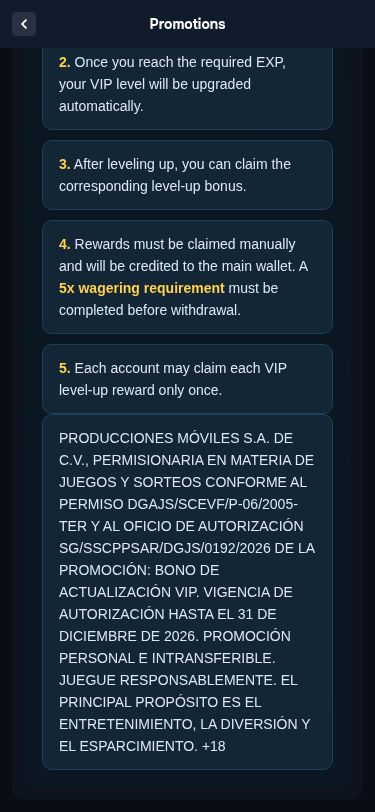 Promotions
2. Once you reach the required EXP,
your VIP level will be upgraded
automatically.
3. After leveling up, you can claim the
corresponding level-up bonus.
4. Rewards must be claimed manually
and will be credited to the main wallet. A
5x wagering requirement must be
completed before withdrawal.
5. Each account may claim each VIP
level-up reward only once.
PRODUCCIONES MÓVILES S.A. DE
C.V., PERMISIONARIA EN MATERIA DE
JUEGOS Y SORTEOS CONFORME AL
PERMISO DGAJS/SCEVF/P-06/2005-
TER Y AL OFICIO DE AUTORIZACIÓN
SG/SSCPPSAR/DGJS/0192/2026 DE LA
PROMOCIÓN: BONO DE
ACTUALIZACIÓN VIP. VIGENCIA DE
AUTORIZACIÓN HASTA EL 31 DE
DICIEMBRE DE 2026. PROMOCIÓN
PERSONAL E INTRANSFERIBLE.
JUEGUE RESPONSABLEMENTE. EL
PRINCIPAL PROPÓSITO ES EL
ENTRETENIMIENTO, LA DIVERSIÓN Y
EL ESPARCIMIENTO. +18